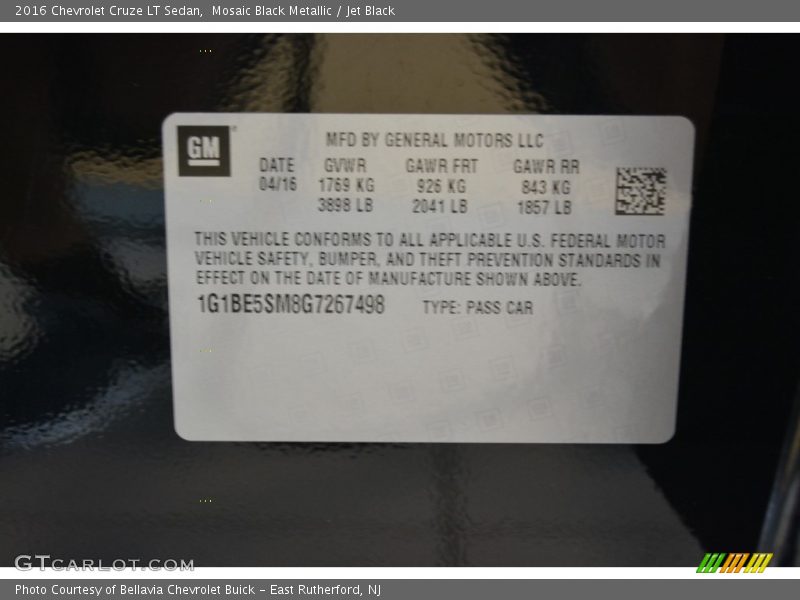 2016 Chevrolet Cruze LT Sedan,  Mosaic Black Metallic / Jet Black
GM
MFD BY GENERAL MOTORS LLC
DATE GVWR GAWR FRT GAWR RR
04/16 1769 KG 926 KG 843 KG
3898 LB 2041 LB 1857 LB
THIS VEHICLE CONFORMS TO ALL APPLICABLE U.S. FEDERAL MOTOR
VEHICLE SAFETY, BUMPER, AND THEFT PREVENTION STANDARDS IN
EFFECT ON THE DATE OF MANUFACTURE SHOWN ABOVE.
1G1BE5SM8G7267498 TYPE: PASS CAR
GTCARLOT.COM
Photo Courtesy of Bellavia Chevrolet Buick – East Rutherford, NJ